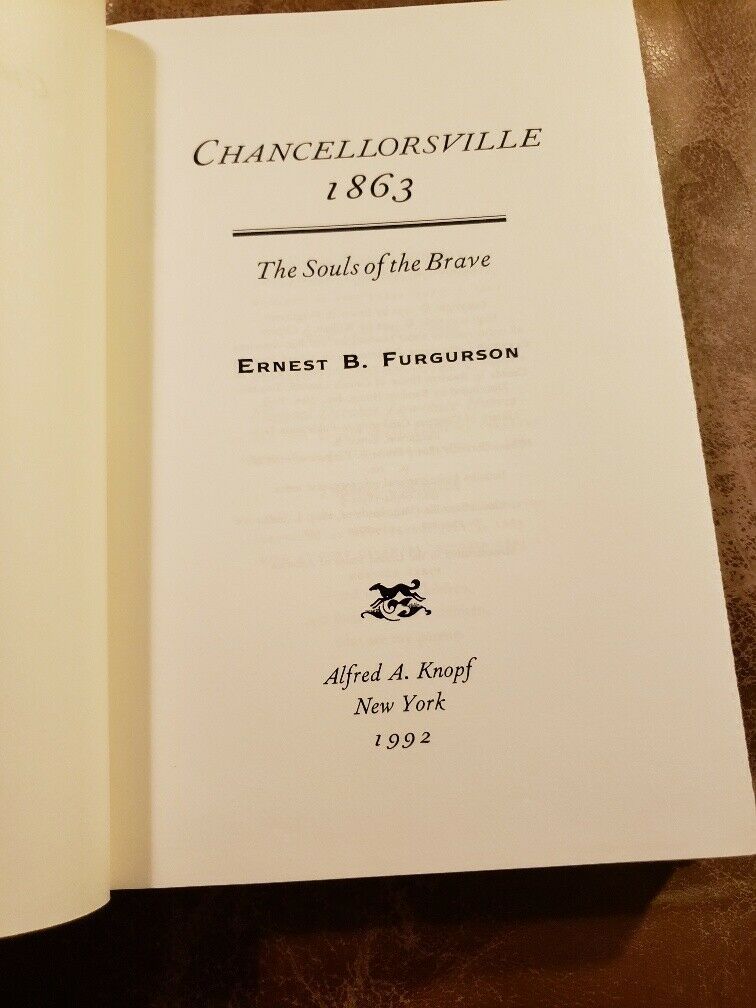 CHANCELLORSVILLE
1863
The Souls of the Brave
ERNEST B. FURGURSON
Alfred A. Knopf
New York
1992